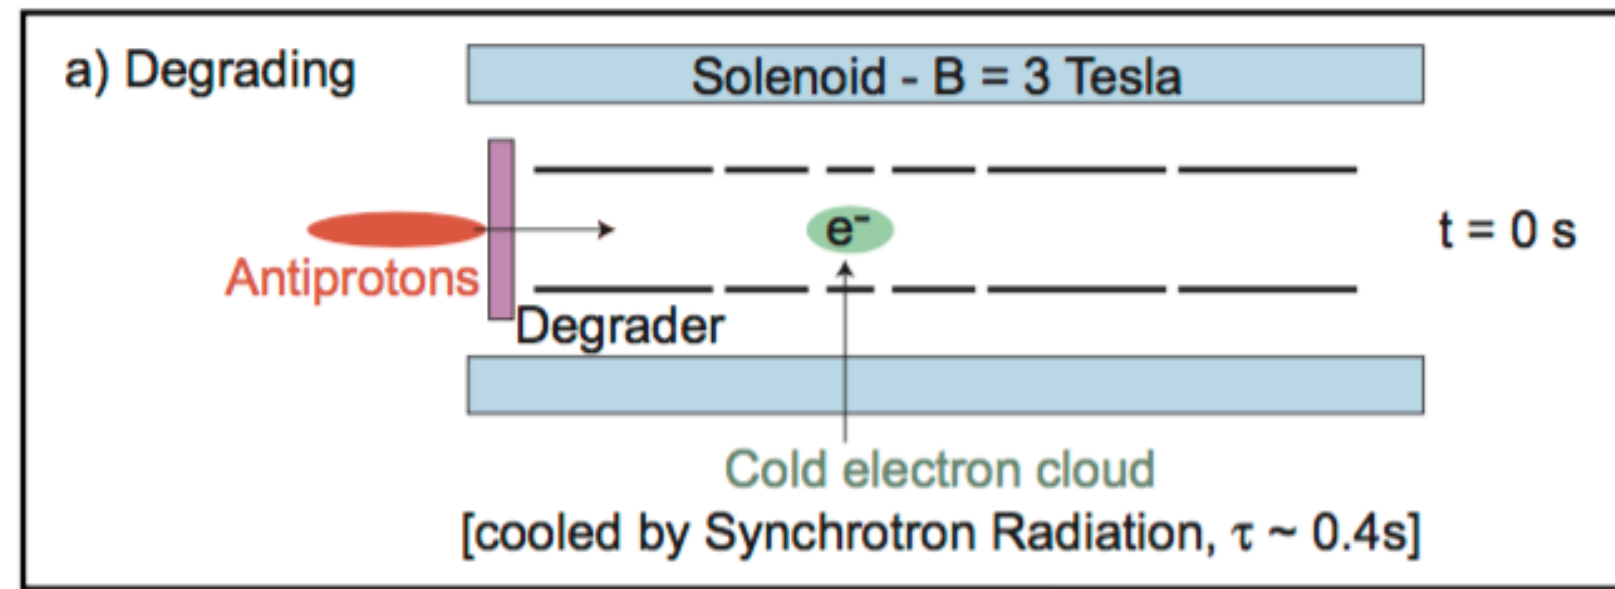 a) Degrading
Solenoid - B = 3 Tesla
e⁻
t = 0 s
Antiprotons
Degrader
Cold electron cloud
[cooled by Synchrotron Radiation, τ ~ 0.4s]